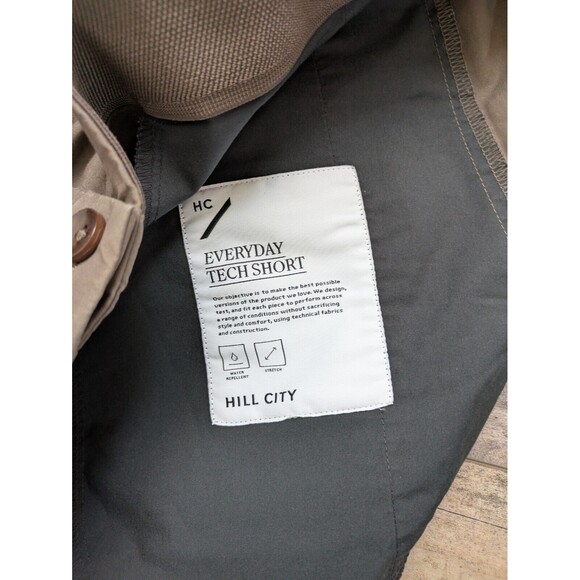 HC
EVERYDAY
TECH SHORT
Our objective is to make the best possible
versions of the product we love. We design,
test, and fit each piece to perform across
a range of conditions without sacrificing
style and comfort, using technical fabrics
and construction.
WATER
REPELLENT
STRETCH
HILL CITY